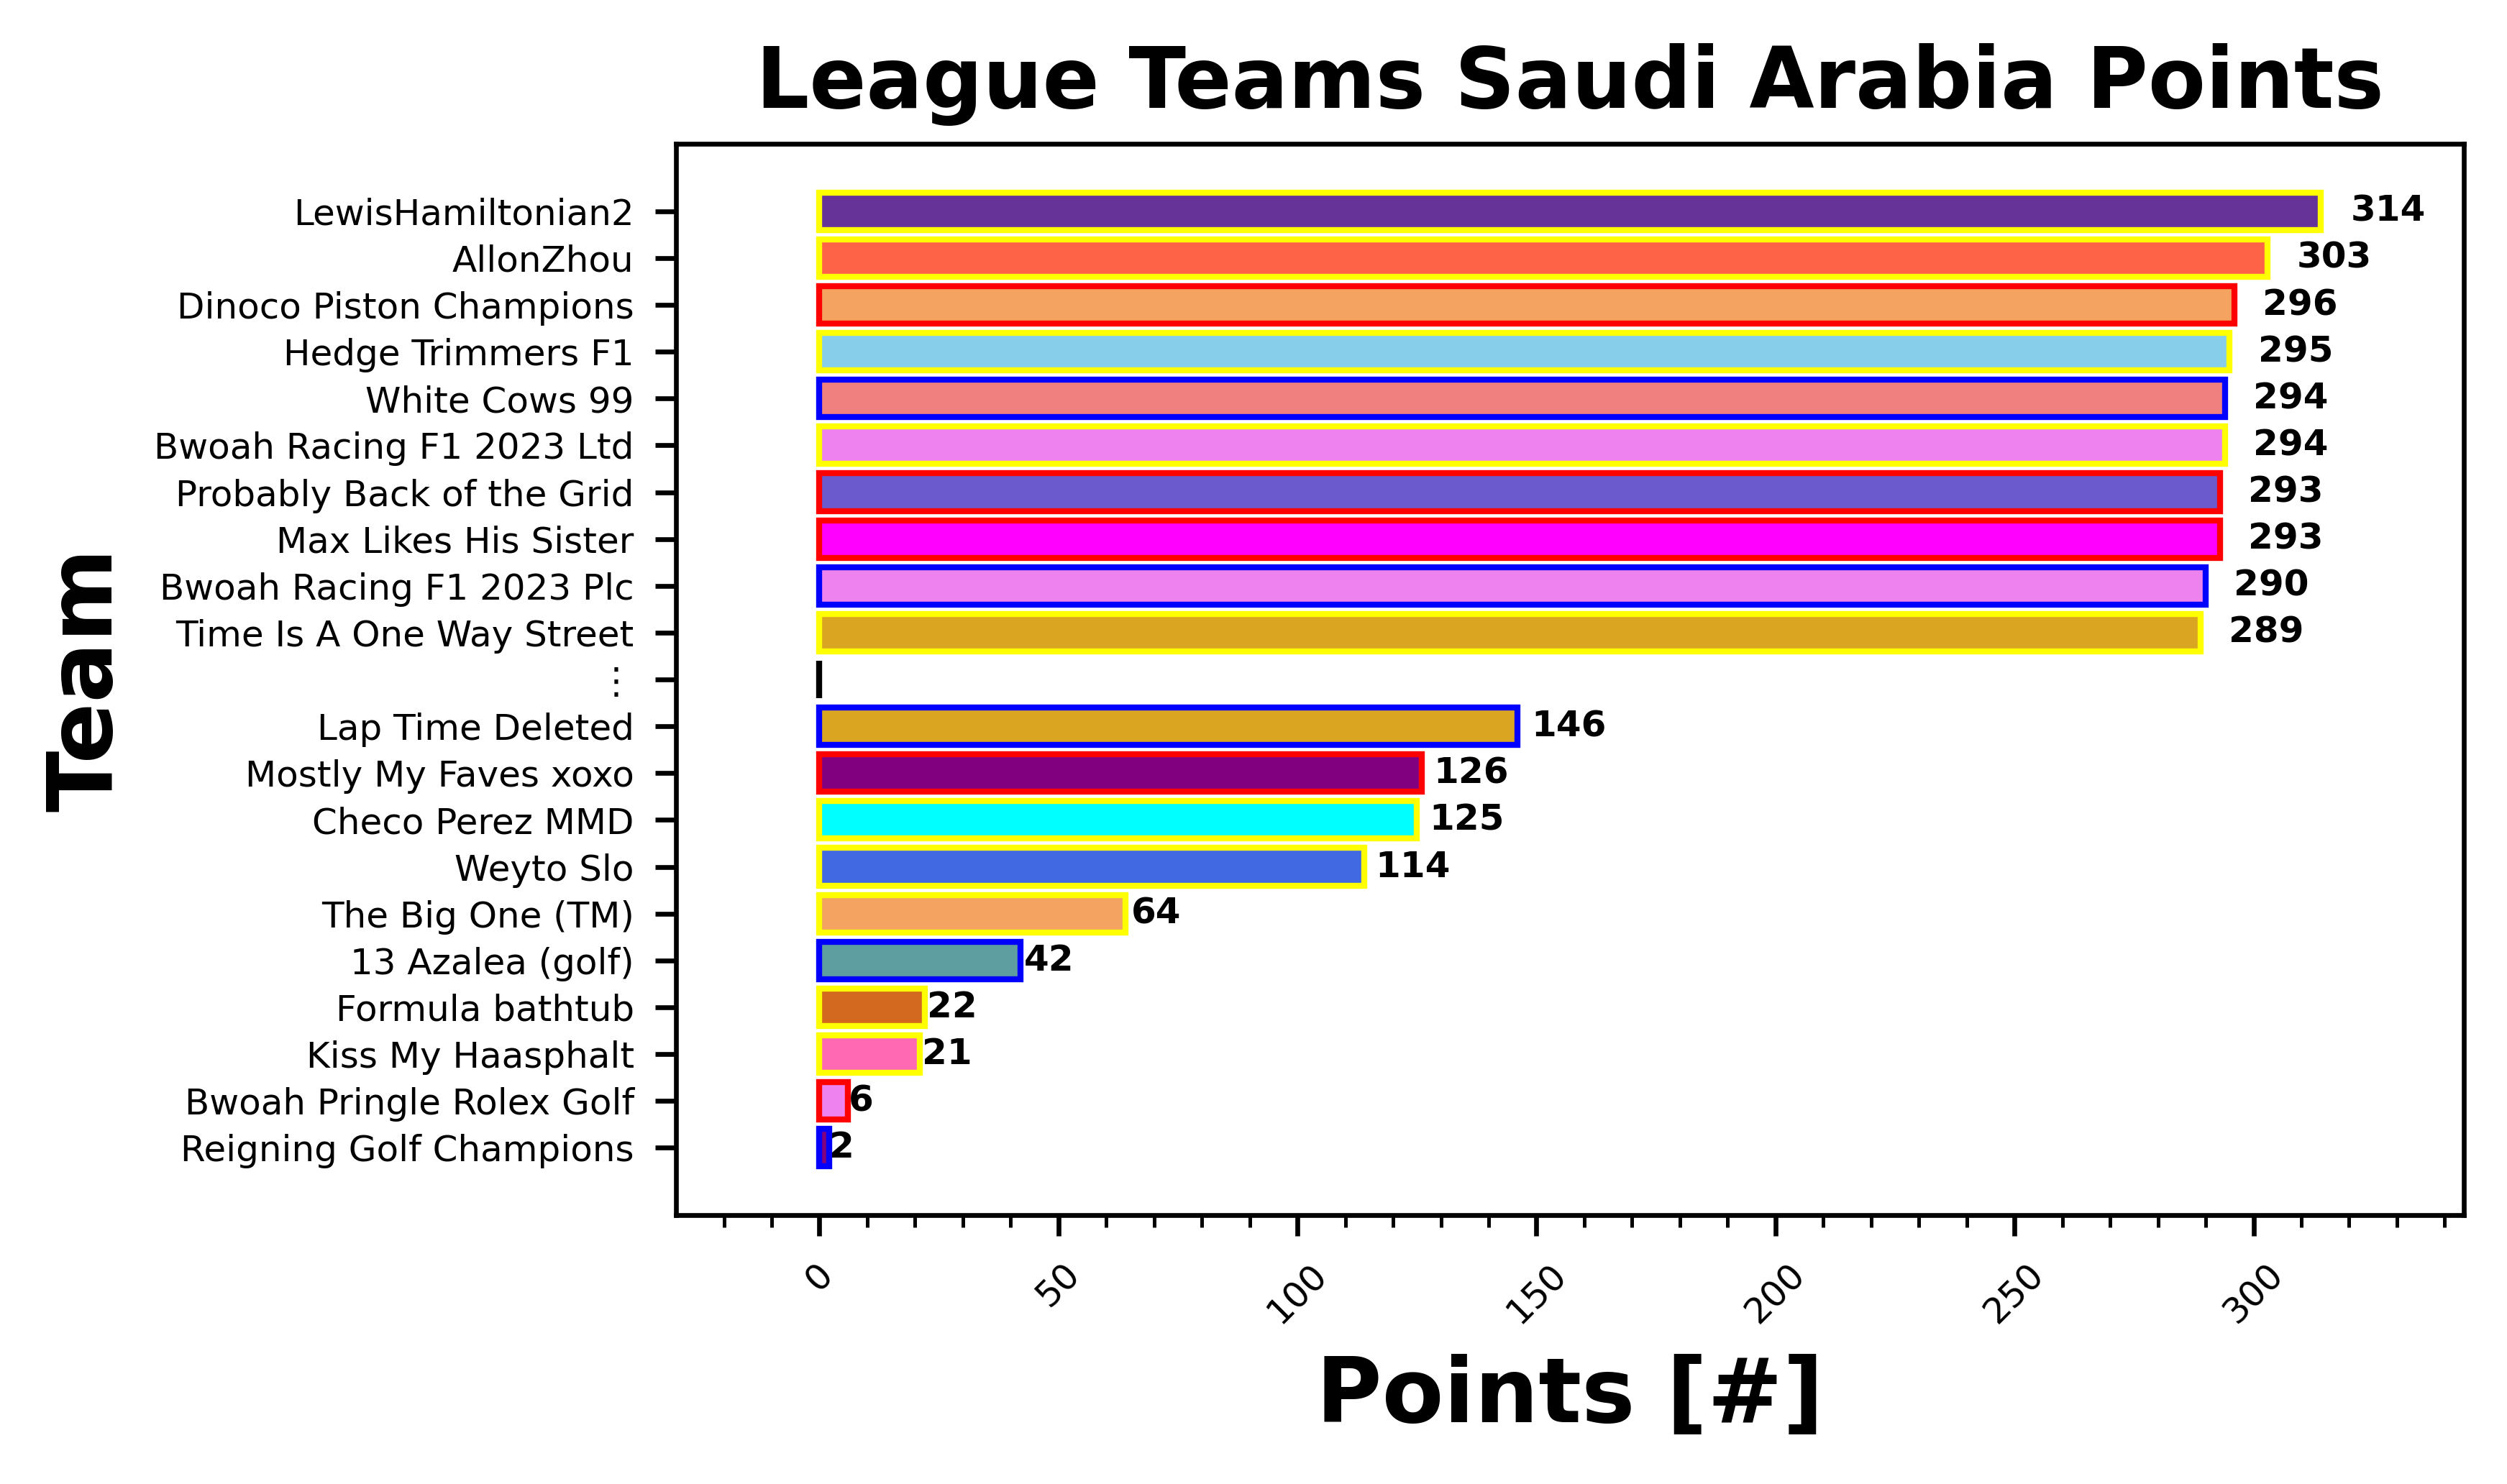 League Teams Saudi Arabia Points
Team
LewisHamiltonian2 314
AllonZhou 303
Dinoco Piston Champions 296
Hedge Trimmers F1 295
White Cows 99 294
Bwoah Racing F1 2023 Ltd 294
Probably Back of the Grid 293
Max Likes His Sister 293
Bwoah Racing F1 2023 Plc 290
Time Is A One Way Street 289
⋮
Lap Time Deleted 146
Mostly My Faves xoxo 126
Checo Perez MMD 125
Weyto Slo 114
The Big One (TM) 64
13 Azalea (golf) 42
Formula bathtub 22
Kiss My Haasphalt 21
Bwoah Pringle Rolex Golf 6
Reigning Golf Champions 2
0 50 100 150 200 250 300
Points [#]